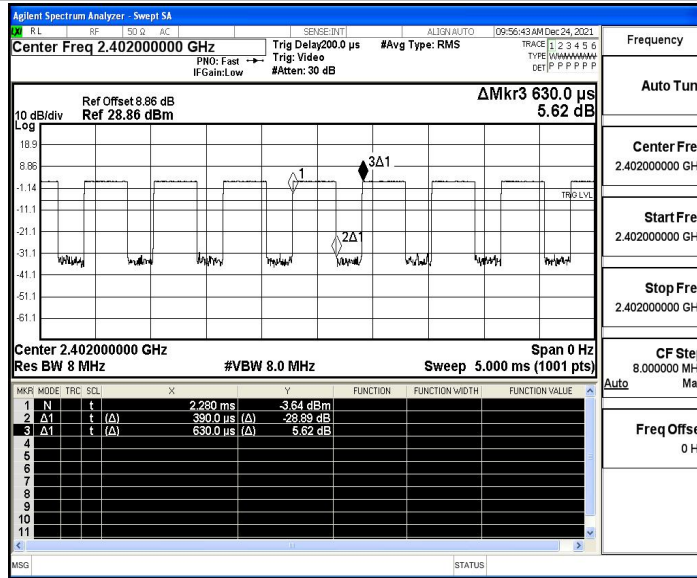 Agilent Spectrum Analyzer - Swept SA
RL RF 50 Ω AC SENSE:INT ALIGN AUTO 09:56:43 AM Dec 24, 2021
Center Freq 2.402000000 GHz
PNO: Fast
IFGain:Low
Trig Delay200.0 µs
Trig: Video
#Atten: 30 dB
#Avg Type: RMS
TRACE 1 2 3 4 5 6
TYPE WWWWWW
DET P P P P P P
ΔMkr3 630.0 µs
5.62 dB
Ref Offset 8.86 dB
10 dB/div Ref 28.86 dBm
Log
18.9
8.86
-1.14
-11.1
-21.1
-31.1
-41.1
-51.1
-61.1
1
3Δ1
2Δ1
TRIG LVL
Center 2.402000000 GHz Span 0 Hz
Res BW 8 MHz #VBW 8.0 MHz Sweep 5.000 ms (1001 pts)
MKR MODE TRC SCL X Y FUNCTION FUNCTION WIDTH FUNCTION VALUE
1 N t 2.280 ms -3.64 dBm
2 Δ1 t (Δ) 390.0 µs (Δ) -28.89 dB
3 Δ1 t (Δ) 630.0 µs (Δ) 5.62 dB
4
5
6
7
8
9
10
11
MSG STATUS
Frequency
Auto Tun
Center Fre
2.402000000 GH
Start Fre
2.402000000 GH
Stop Fre
2.402000000 GH
CF Ste
8.000000 MH
Auto Ma
Freq Offse
0 H